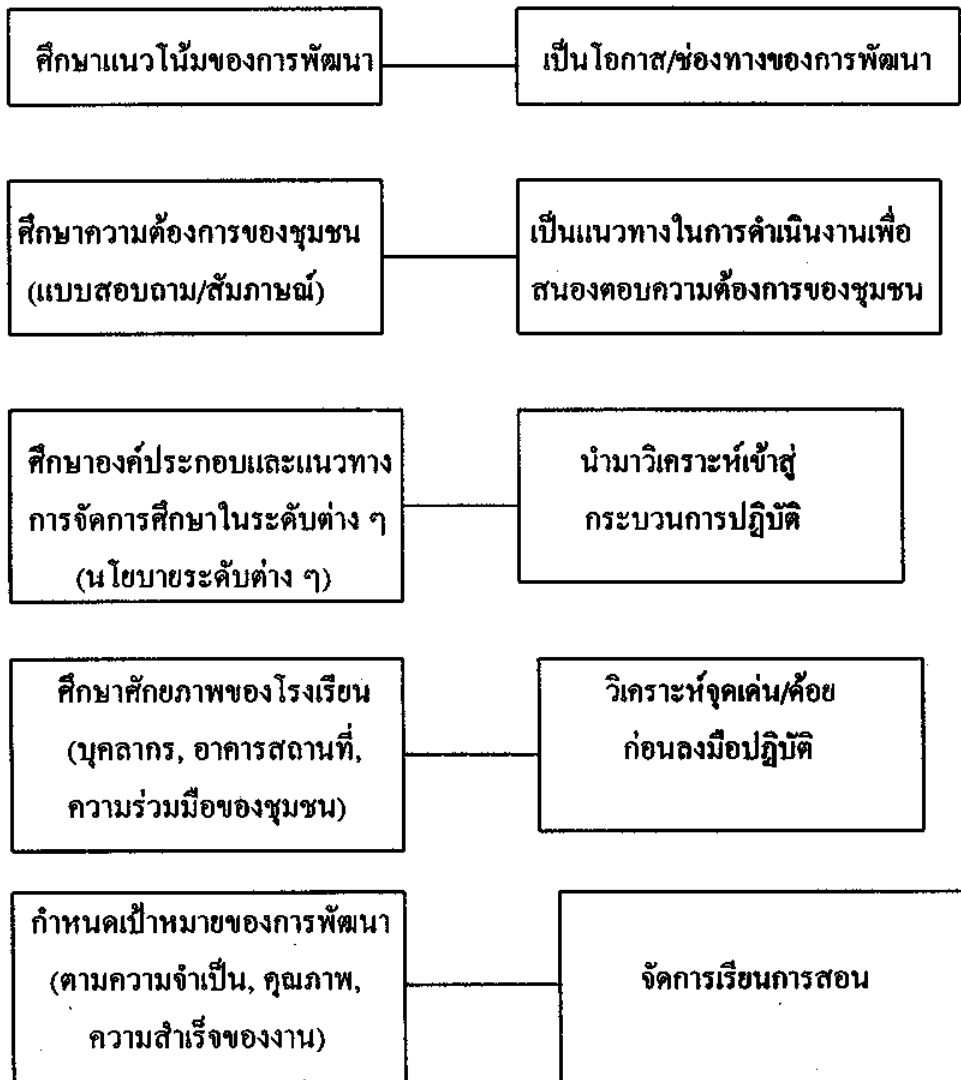 ศึกษาแนวโน้มของการพัฒนา
เป็นโอกาส/ช่องทางของการพัฒนา
ศึกษาความต้องการของชุมชน
(แบบสอบถาม/สัมภาษณ์)
เป็นแนวทางในการดำเนินงานเพื่อ
สนองตอบความต้องการของชุมชน
ศึกษาองค์ประกอบและแนวทาง
การจัดการศึกษาในระดับต่าง ๆ
(นโยบายระดับต่าง ๆ)
นำมาวิเคราะห์เข้าสู่
กระบวนการปฏิบัติ
ศึกษาศักยภาพของโรงเรียน
(บุคลากร, อาคารสถานที่,
ความร่วมมือของชุมชน)
วิเคราะห์จุดเด่น/ด้อย
ก่อนลงมือปฏิบัติ
กำหนดเป้าหมายของการพัฒนา
(ตามความจำเป็น, คุณภาพ,
ความสำเร็จของงาน)
จัดการเรียนการสอน